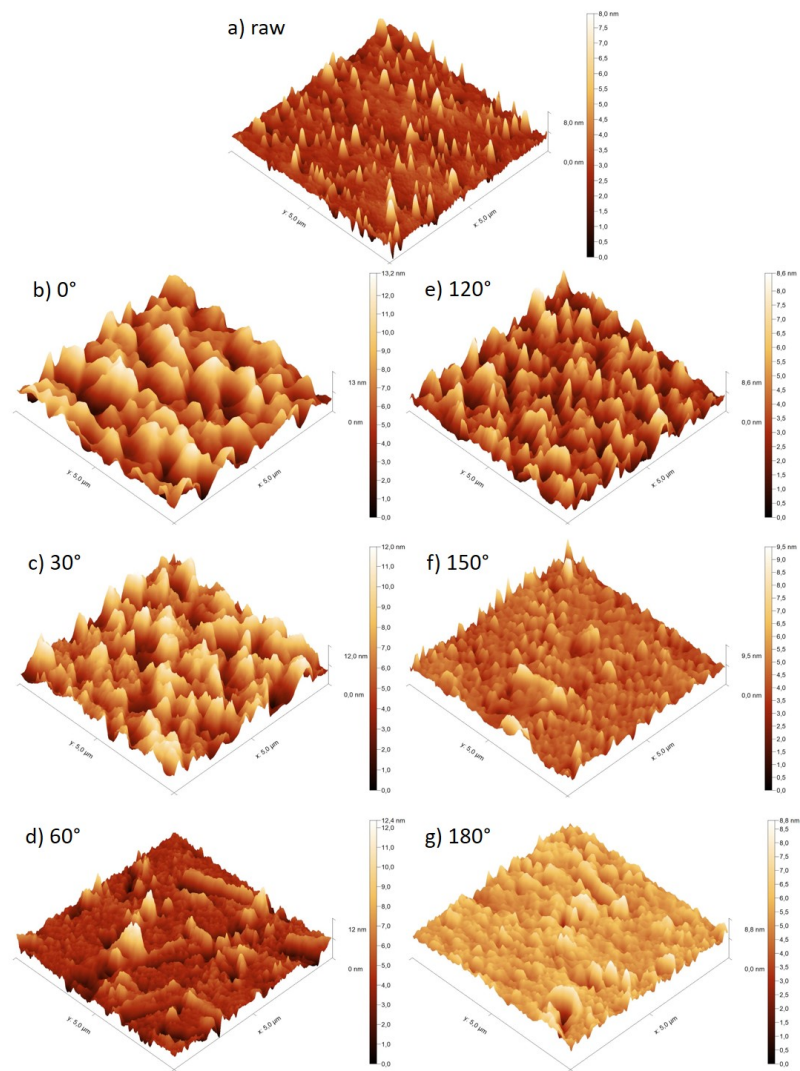 a) raw
8,0 nm
7,5
7,0
6,5
6,0
5,5
5,0
4,5
4,0
3,5
3,0
2,5
2,0
1,5
1,0
0,5
0,0
8,0 nm
0,0 nm
y: 5,0 µm
x: 5,0 µm
b) 0°
13,2 nm
12,0
11,0
10,0
9,0
8,0
7,0
6,0
5,0
4,0
3,0
2,0
1,0
0,0
13 nm
0 nm
y: 5,0 µm
x: 5,0 µm
e) 120°
8,6 nm
8,0
7,5
7,0
6,5
6,0
5,5
5,0
4,5
4,0
3,5
3,0
2,5
2,0
1,5
1,0
0,5
0,0
8,6 nm
0,0 nm
y: 5,0 µm
x: 5,0 µm
c) 30°
12,0 nm
11,0
10,0
9,0
8,0
7,0
6,0
5,0
4,0
3,0
2,0
1,0
0,0
12,0 nm
0,0 nm
y: 5,0 µm
x: 5,0 µm
f) 150°
9,5 nm
9,0
8,5
8,0
7,5
7,0
6,5
6,0
5,5
5,0
4,5
4,0
3,5
3,0
2,5
2,0
1,5
1,0
0,5
0,0
9,5 nm
0,0 nm
y: 5,0 µm
x: 5,0 µm
d) 60°
12,4 nm
12,0
11,0
10,0
9,0
8,0
7,0
6,0
5,0
4,0
3,0
2,0
1,0
0,0
12 nm
0 nm
y: 5,0 µm
x: 5,0 µm
g) 180°
8,8 nm
8,5
8,0
7,5
7,0
6,5
6,0
5,5
5,0
4,5
4,0
3,5
3,0
2,5
2,0
1,5
1,0
0,5
0,0
8,8 nm
0,0 nm
y: 5,0 µm
x: 5,0 µm